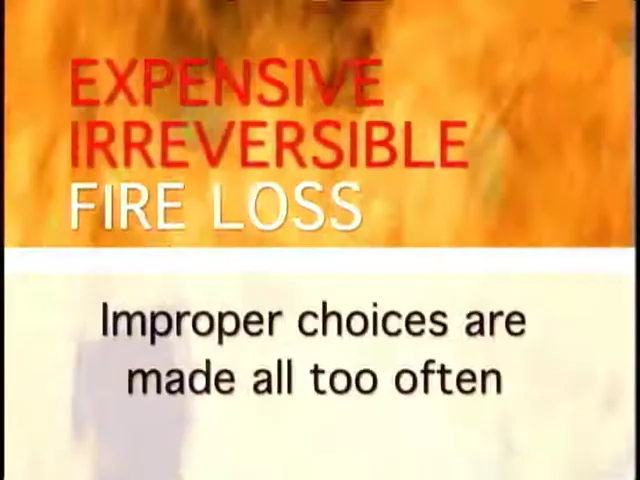 EXPENSIVE
IRREVERSIBLE
FIRE LOSS
Improper choices are
made all too often